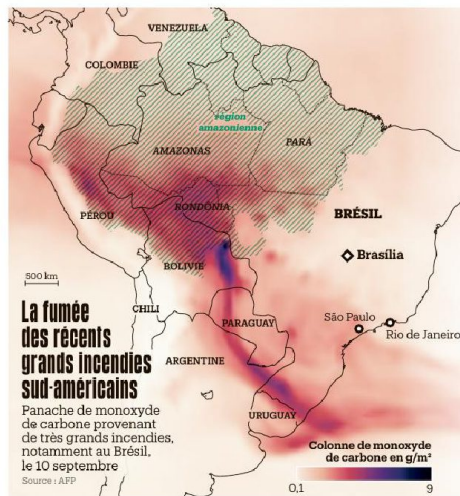 VENEZUELA
COLOMBIE
région
amazonienne
AMAZONAS
PARÁ
RONDÔNIA
PÉROU
BRÉSIL
Brasília
BOLIVIE
500 km
CHILI
PARAGUAY
São Paulo
Rio de Janeiro
ARGENTINE
URUGUAY
La fumée
des récents
grands incendies
sud-américains
Panache de monoxyde
de carbone provenant
de très grands incendies,
notamment au Brésil,
le 10 septembre
Source : AFP
Colonne de monoxyde
de carbone en g/m²
0,1
9